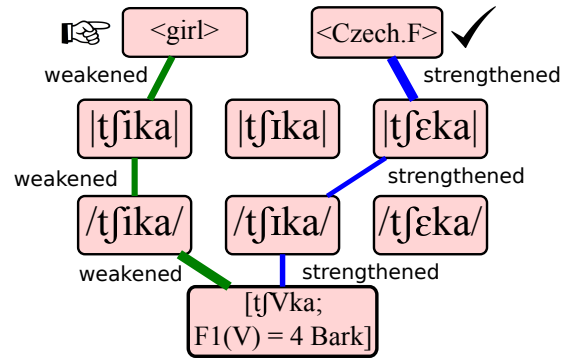 <girl>
<Czech.F>
weakened
strengthened
|tʃika|
|tʃɪka|
|tʃɛka|
weakened
strengthened
/tʃika/
/tʃɪka/
/tʃɛka/
weakened
strengthened
[tʃVka;
F1(V) = 4 Bark]